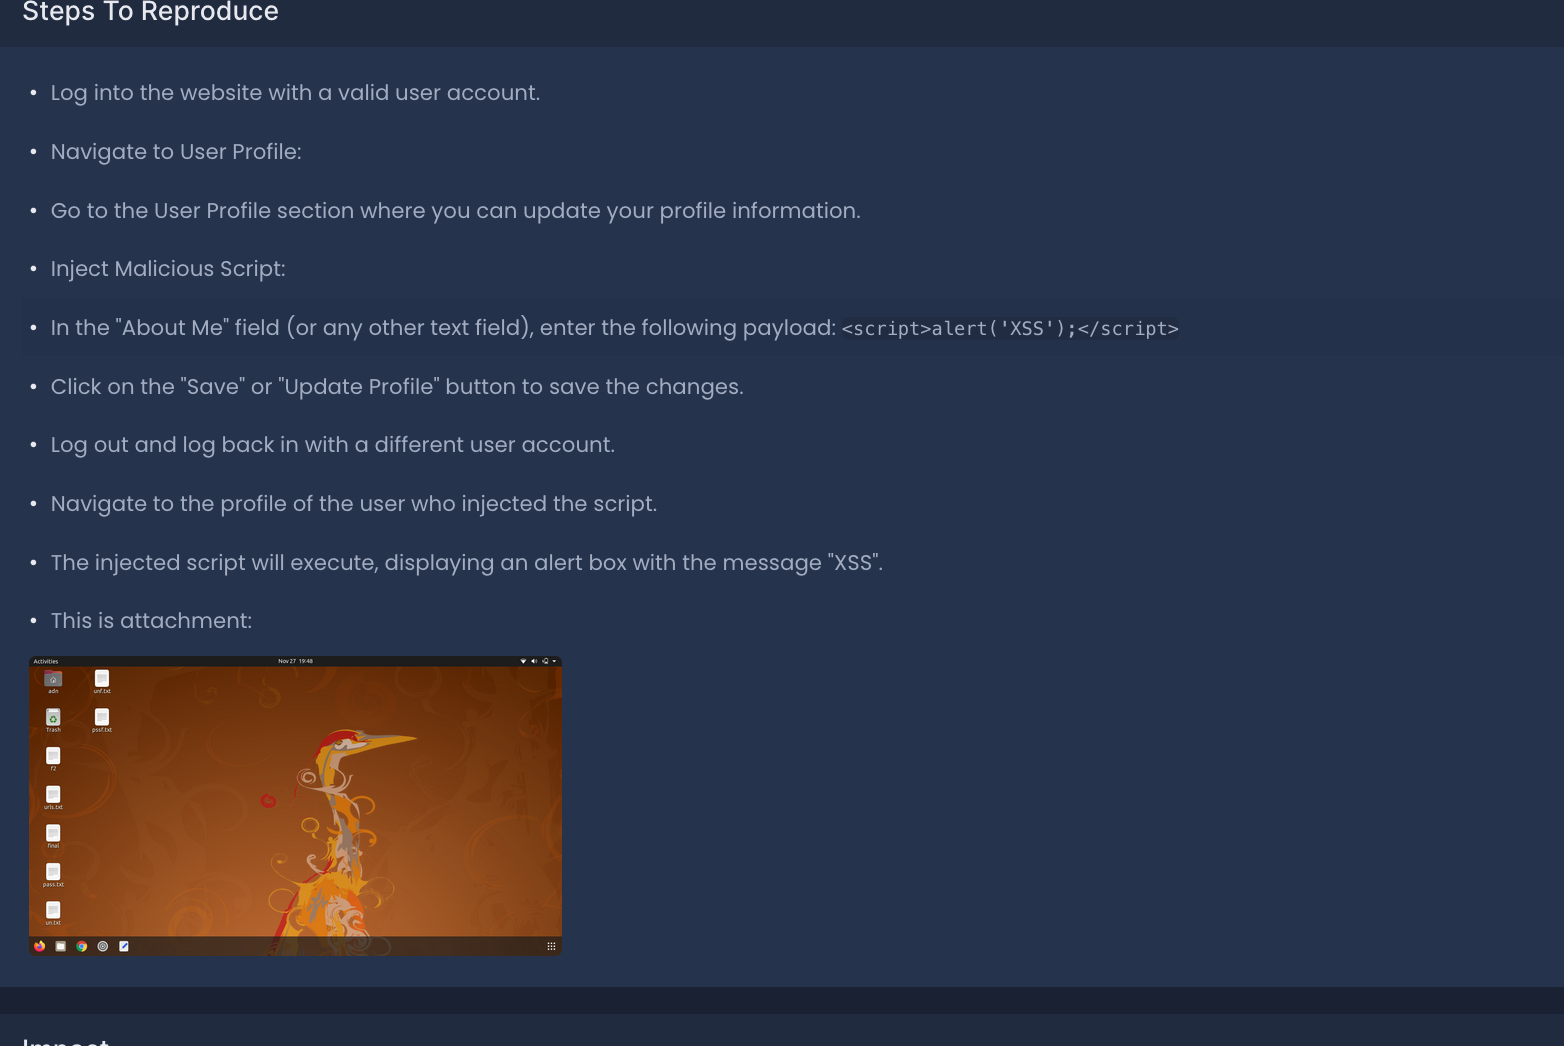 Steps To Reproduce
• Log into the website with a valid user account.
• Navigate to User Profile:
• Go to the User Profile section where you can update your profile information.
• Inject Malicious Script:
• In the "About Me" field (or any other text field), enter the following payload: <script>alert('XSS');</script>
• Click on the "Save" or "Update Profile" button to save the changes.
• Log out and log back in with a different user account.
• Navigate to the profile of the user who injected the script.
• The injected script will execute, displaying an alert box with the message "XSS".
• This is attachment:
Activities Nov 27 19:48
adn unf.txt
Trash pssf.txt
f2
urls.txt
final
pass.txt
un.txt
Impact